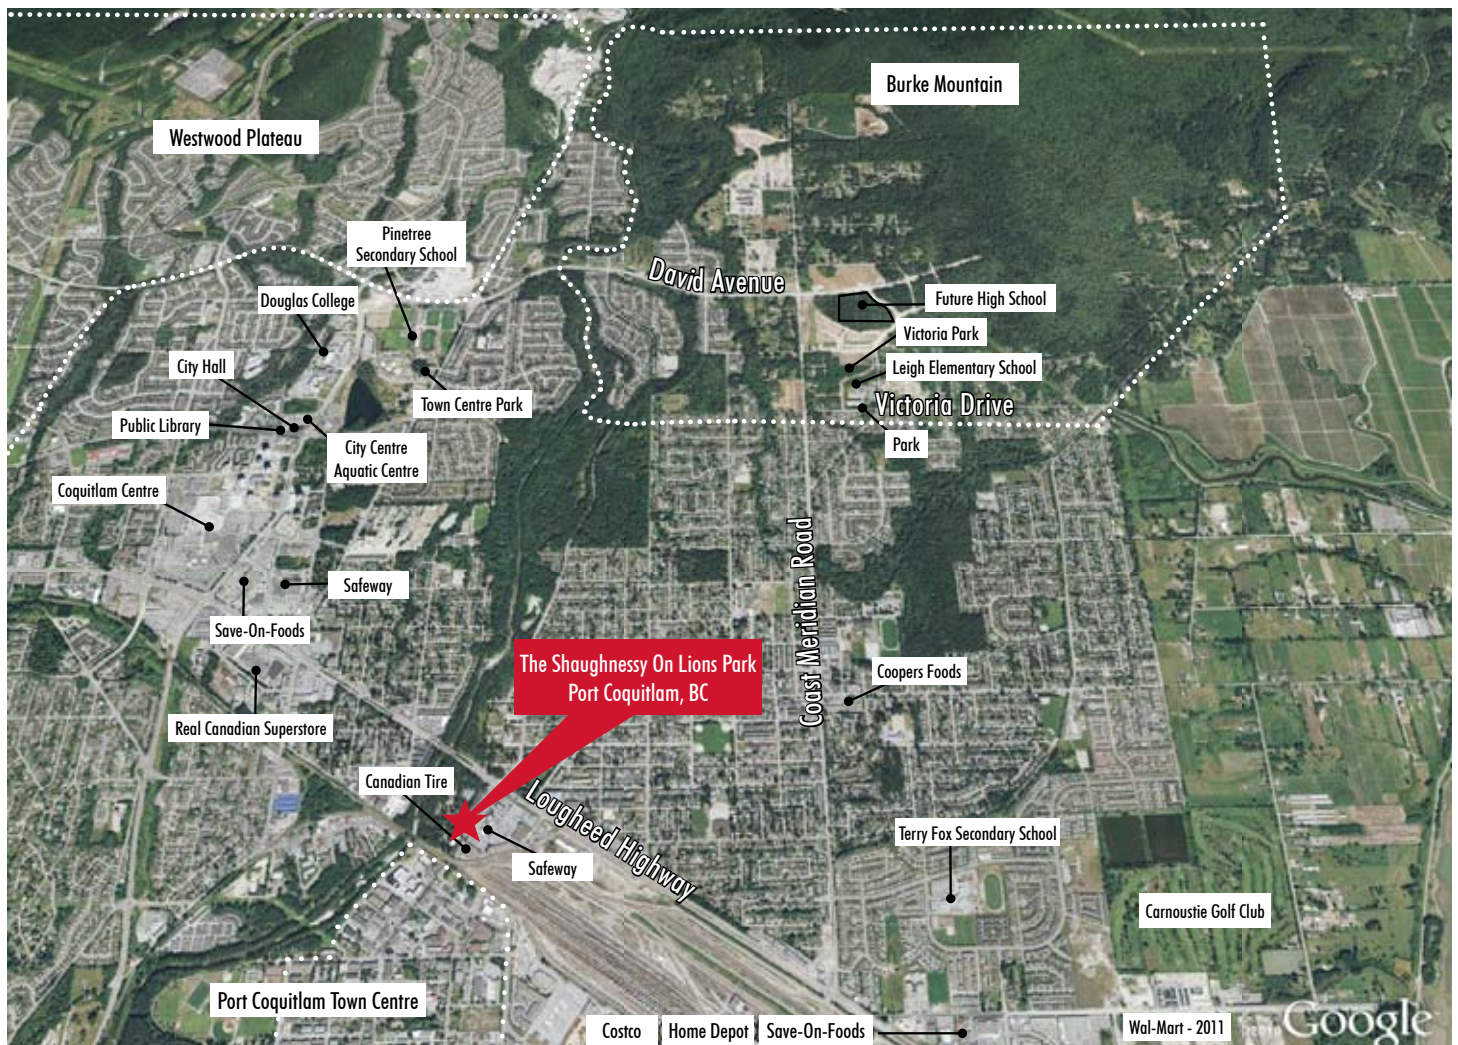 Burke Mountain
Westwood Plateau
Pinetree
Secondary School
David Avenue
Douglas College
Future High School
Victoria Park
City Hall
Leigh Elementary School
Town Centre Park
Victoria Drive
Public Library
City Centre
Aquatic Centre
Park
Coquitlam Centre
Coast Meridian Road
Safeway
Save-On-Foods
The Shaughnessy On Lions Park
Port Coquitlam, BC
Coopers Foods
Real Canadian Superstore
Canadian Tire
Lougheed Highway
Terry Fox Secondary School
Safeway
Carnoustie Golf Club
Port Coquitlam Town Centre
Costco
Home Depot
Save-On-Foods
Wal-Mart - 2011
Google